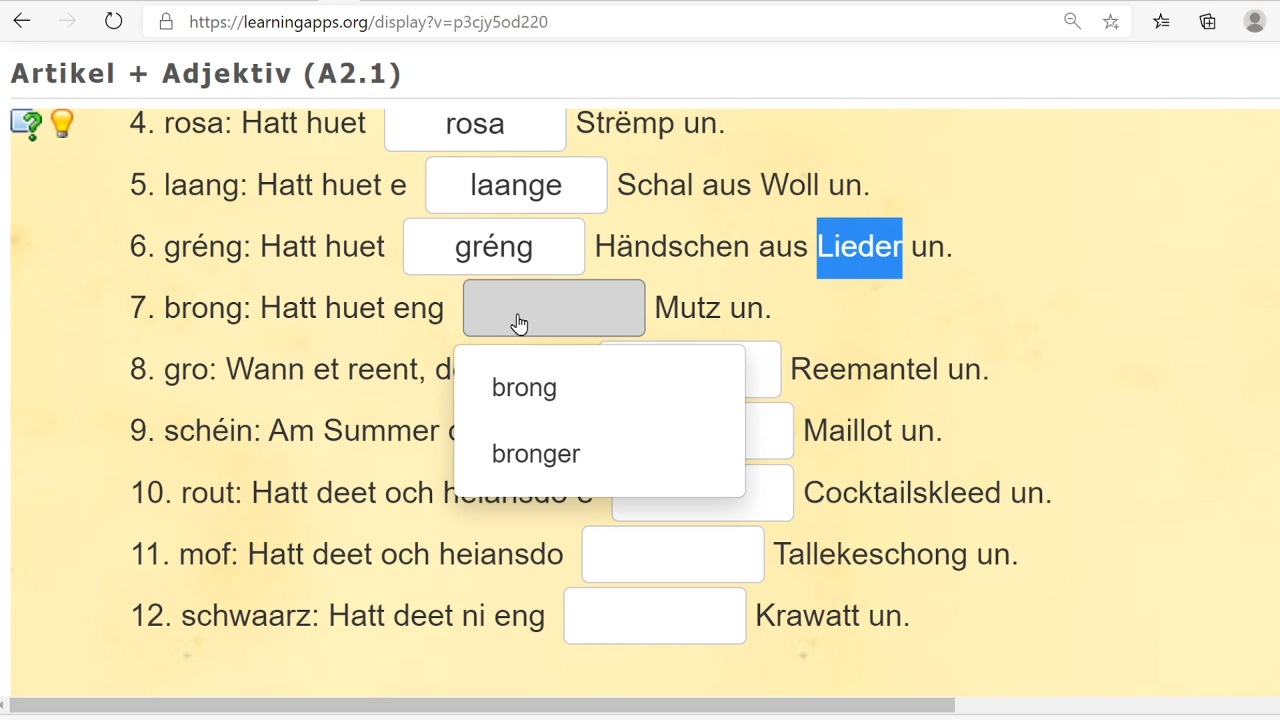 https://learningapps.org/display?v=p3cjy5od220
Artikel + Adjektiv (A2.1)
4. rosa: Hatt huet rosa Strëmp un.
5. laang: Hatt huet e laange Schal aus Woll un.
6. gréng: Hatt huet gréng Händschen aus Lieder un.
7. brong: Hatt huet eng Mutz un.
8. gro: Wann et reent, Reemantel un.
brong
9. schéin: Am Summer Maillot un.
bronger
10. rout: Hatt deet och heiansdo e Cocktailskleed un.
11. mof: Hatt deet och heiansdo Tallekeschong un.
12. schwaarz: Hatt deet ni eng Krawatt un.